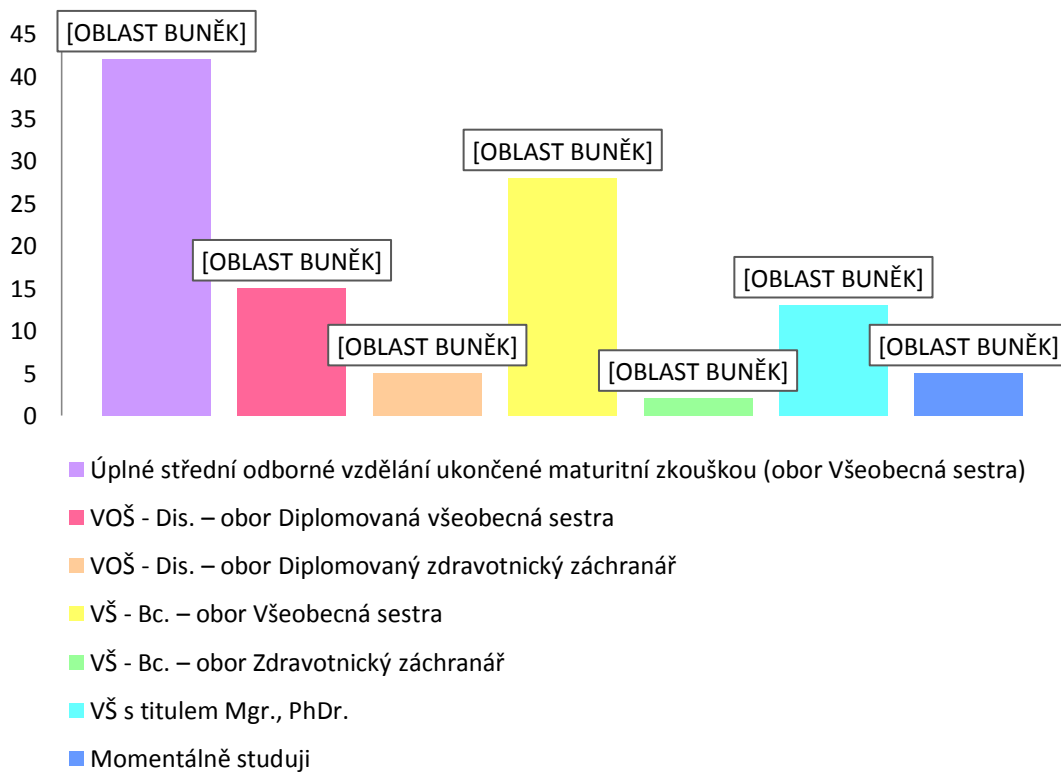 45
[OBLAST BUNĚK]
40
35
30
[OBLAST BUNĚK]
25
20
[OBLAST BUNĚK]
15
[OBLAST BUNĚK]
10
[OBLAST BUNĚK]
[OBLAST BUNĚK]
5
[OBLAST BUNĚK]
0
Úplné střední odborné vzdělání ukončené maturitní zkouškou (obor Všeobecná sestra)
VOŠ - Dis. – obor Diplomovaná všeobecná sestra
VOŠ - Dis. – obor Diplomovaný zdravotnický záchranář
VŠ - Bc. – obor Všeobecná sestra
VŠ - Bc. – obor Zdravotnický záchranář
VŠ s titulem Mgr., PhDr.
Momentálně studuji